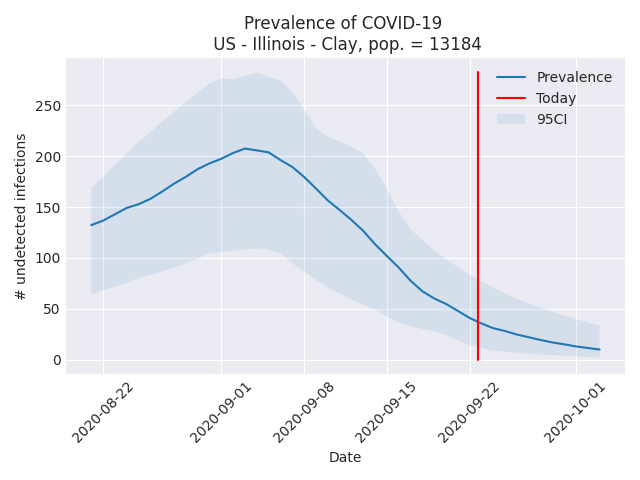 Prevalence of COVID-19
US - Illinois - Clay, pop. = 13184
Prevalence
Today
95CI
# undetected infections
250
200
150
100
50
0
2020-08-22
2020-09-01
2020-09-08
2020-09-15
2020-09-22
2020-10-01
Date